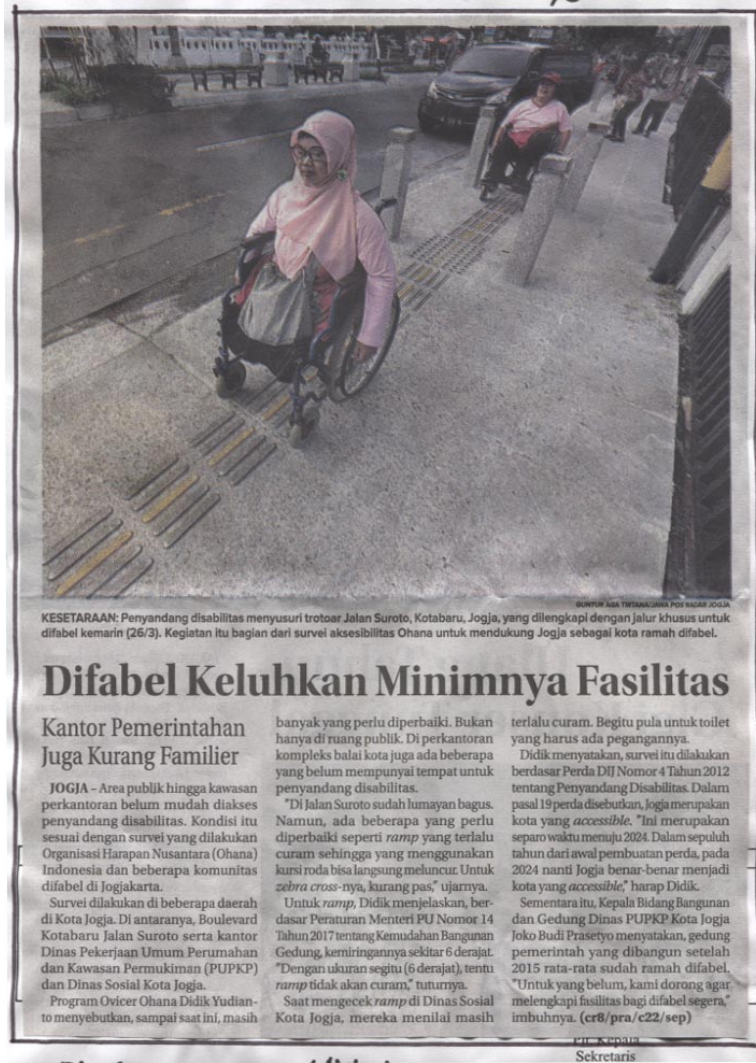 GUNTUR AGA TIRTANA/JAWA POS RADAR JOGJA
KESETARAAN: Penyandang disabilitas menyusuri trotoar Jalan Suroto, Kotabaru, Jogja, yang dilengkapi dengan jalur khusus untuk
difabel kemarin (26/3). Kegiatan itu bagian dari survei aksesibilitas Ohana untuk mendukung Jogja sebagai kota ramah difabel.
Difabel Keluhkan Minimnya Fasilitas
Kantor Pemerintahan
Juga Kurang Familier
JOGJA – Area publik hingga kawasan
perkantoran belum mudah diakses
penyandang disabilitas. Kondisi itu
sesuai dengan survei yang dilakukan
Organisasi Harapan Nusantara (Ohana)
Indonesia dan beberapa komunitas
difabel di Jogjakarta.
Survei dilakukan di beberapa daerah
di Kota Jogja. Di antaranya, Boulevard
Kotabaru Jalan Suroto serta kantor
Dinas Pekerjaan Umum Perumahan
dan Kawasan Permukiman (PUPKP)
dan Dinas Sosial Kota Jogja.
Program Ovicer Ohana Didik Yudian-
to menyebutkan, sampai saat ini, masih
banyak yang perlu diperbaiki. Bukan
hanya di ruang publik. Di perkantoran
kompleks balai kota juga ada beberapa
yang belum mempunyai tempat untuk
penyandang disabilitas.
"Di Jalan Suroto sudah lumayan bagus.
Namun, ada beberapa yang perlu
diperbaiki seperti ramp yang terlalu
curam sehingga yang menggunakan
kursi roda bisa langsung meluncur. Untuk
zebra cross-nya, kurang pas," ujarnya.
Untuk ramp, Didik menjelaskan, ber-
dasar Peraturan Menteri PU Nomor 14
Tahun 2017 tentang Kemudahan Bangunan
Gedung, kemiringannya sekitar 6 derajat.
"Dengan ukuran segitu (6 derajat), tentu
ramp tidak akan curam," tuturnya.
Saat mengecek ramp di Dinas Sosial
Kota Jogja, mereka menilai masih
terlalu curam. Begitu pula untuk toilet
yang harus ada pegangannya.
Didik menyatakan, survei itu dilakukan
berdasar Perda DIJ Nomor 4 Tahun 2012
tentang Penyandang Disabilitas. Dalam
pasal 19 perda disebutkan, Jogja merupakan
kota yang accessible. "Ini merupakan
separo waktu menuju 2024. Dalam sepuluh
tahun dari awal pembuatan perda, pada
2024 nanti Jogja benar-benar menjadi
kota yang accessible," harap Didik.
Sementara itu, Kepala Bidang Bangunan
dan Gedung Dinas PUPKP Kota Jogja
Joko Budi Prasetyo menyatakan, gedung
pemerintah yang dibangun setelah
2015 rata-rata sudah ramah difabel.
"Untuk yang belum, kami dorong agar
melengkapi fasilitas bagi difabel segera,"
imbuhnya. (cr8/pra/c22/sep)
Plt. Kepala
Sekretaris